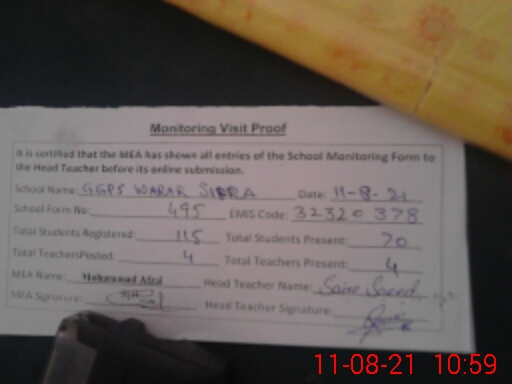 Monitoring Visit Proof
It is certified that the MEA has shown all entries of the School Monitoring Form to
the Head Teacher before its online submission.
School Name: GGPS WARAR SIBRA Date: 11-8-21
School Form No: 495 EMIS Code: 32320378
Total Students Registered: 115 Total Students Present: 70
Total TeachersPosted: 4 Total Teachers Present: 4
MEA Name: Muhammad Afzal Head Teacher Name: Saira Saeed
MEA Signature: Head Teacher Signature:
11-08-21 10:59